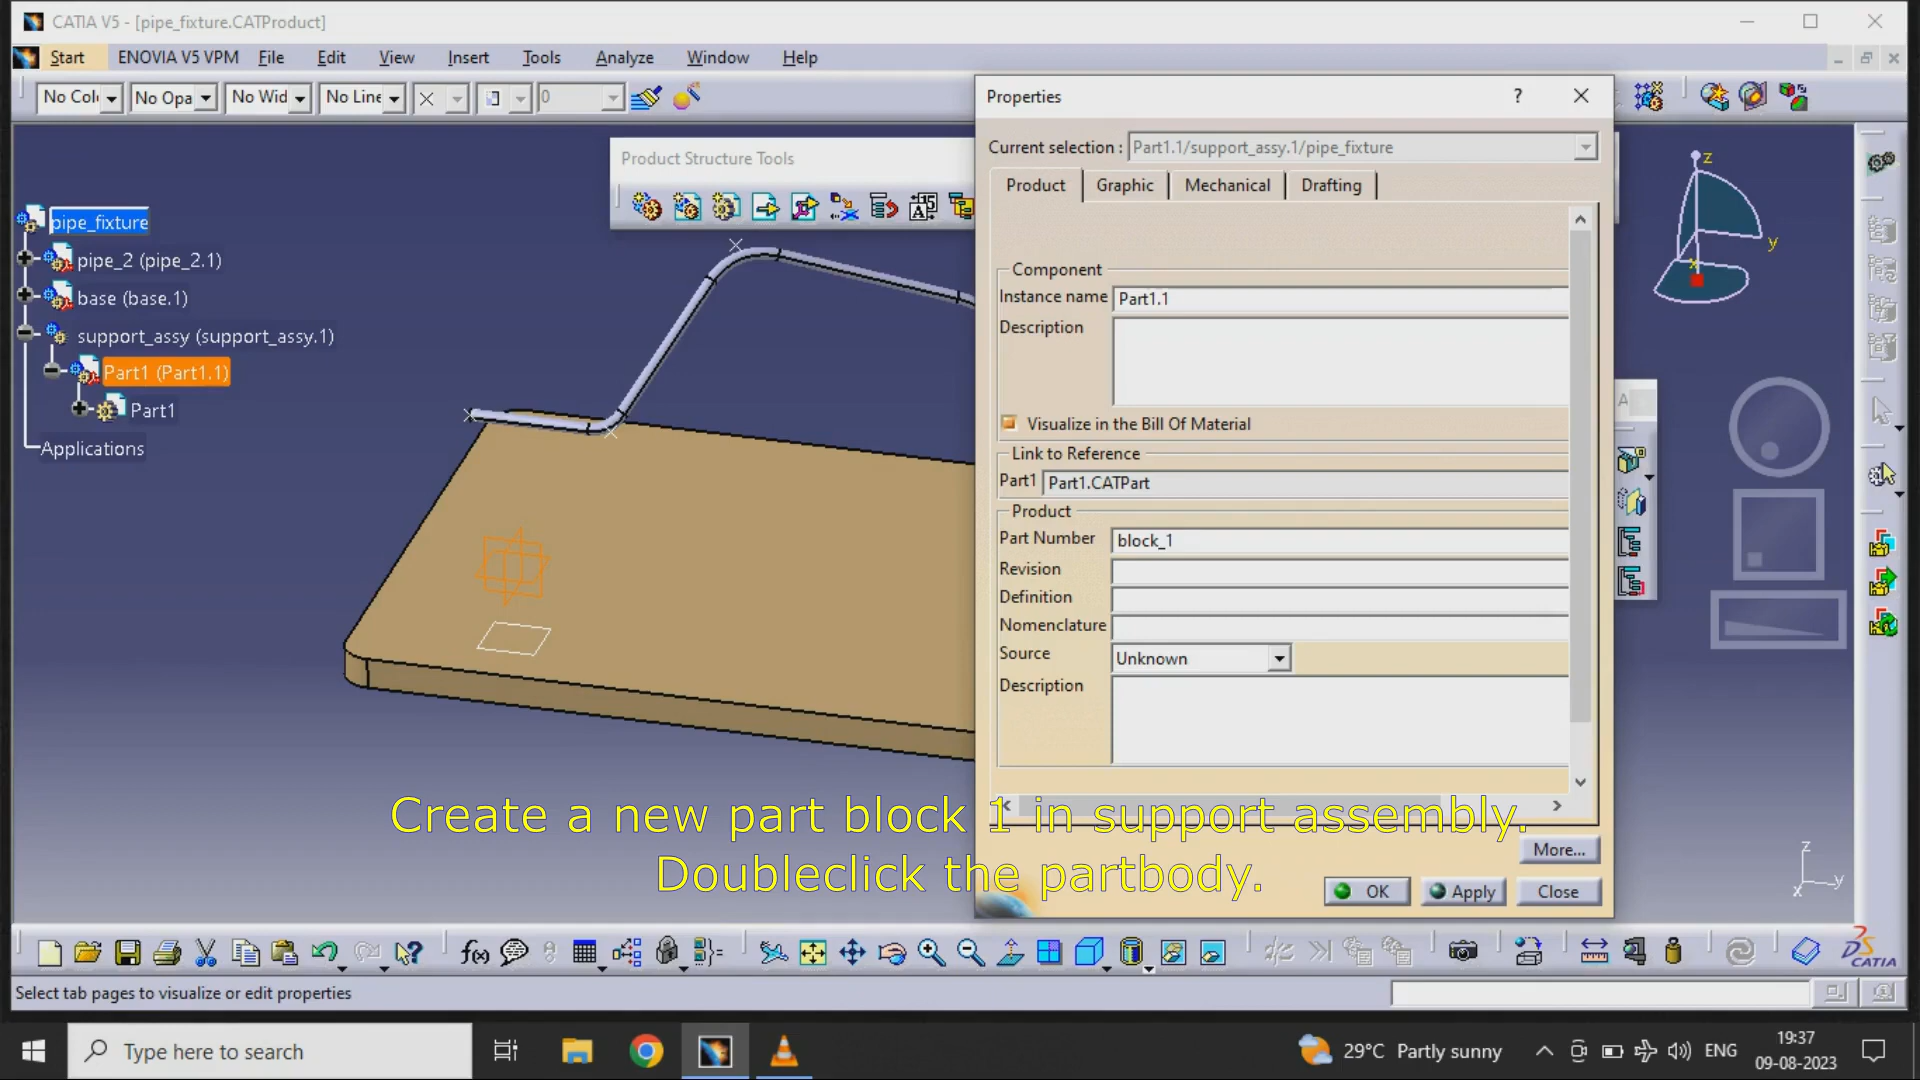 CATIA V5 - [pipe_fixture.CATProduct]
Start ENOVIA V5 VPM File Edit View Insert Tools Analyze Window Help
No Col No Opa No Wid No Line 0
Properties
Current selection : Part1.1/support_assy.1/pipe_fixture
Product Graphic Mechanical Drafting
Product Structure Tools
pipe_fixture
pipe_2 (pipe_2.1)
base (base.1)
support_assy (support_assy.1)
Part1 (Part1.1)
Part1
Applications
Component
Instance name Part1.1
Description
Visualize in the Bill Of Material
Link to Reference
Part1 Part1.CATPart
Product
Part Number block_1
Revision
Definition
Nomenclature
Source Unknown
Description
More...
OK Apply Close
z
y
x
A
z
x y
Create a new part block 1 in support assembly.
Doubleclick the partbody.
CATIA
Select tab pages to visualize or edit properties
Type here to search
29°C Partly sunny
ENG
19:37
09-08-2023